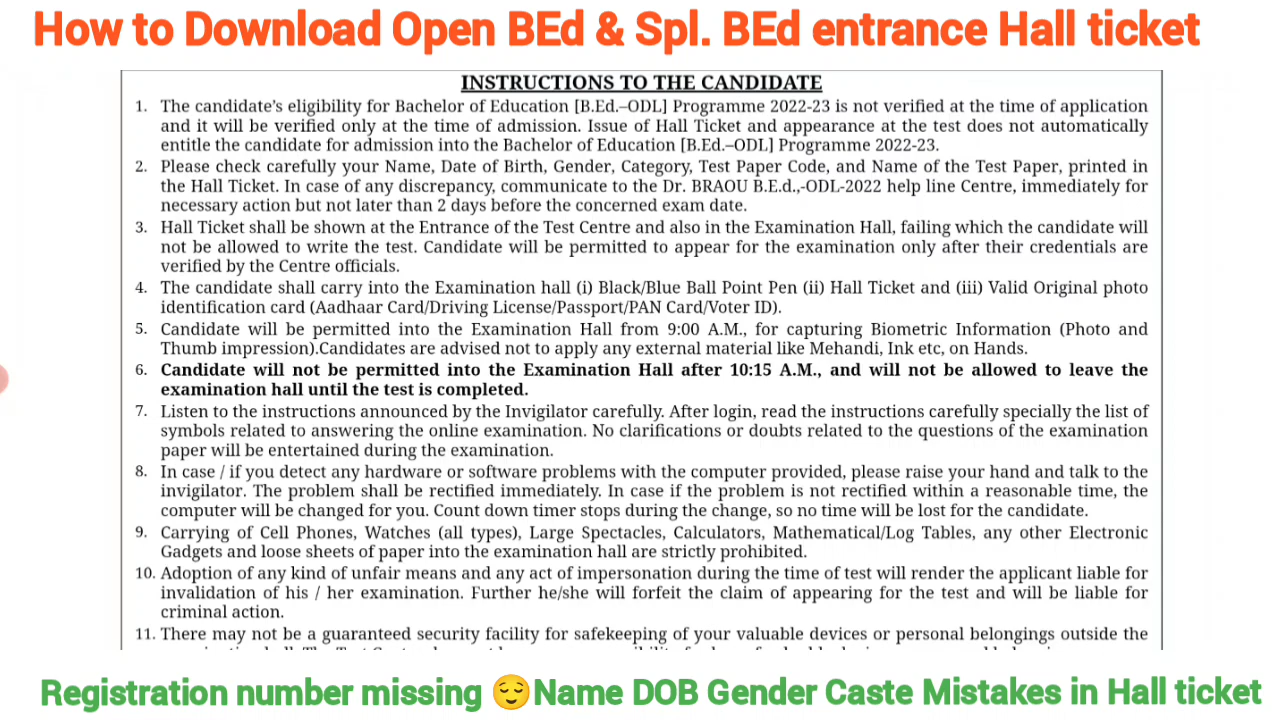 How to Download Open BEd & Spl. BEd entrance Hall ticket
INSTRUCTIONS TO THE CANDIDATE
1. The candidate's eligibility for Bachelor of Education [B.Ed.–ODL] Programme 2022-23 is not verified at the time of application
and it will be verified only at the time of admission. Issue of Hall Ticket and appearance at the test does not automatically
entitle the candidate for admission into the Bachelor of Education [B.Ed.–ODL] Programme 2022-23.
2. Please check carefully your Name, Date of Birth, Gender, Category, Test Paper Code, and Name of the Test Paper, printed in
the Hall Ticket. In case of any discrepancy, communicate to the Dr. BRAOU B.E.d.,-ODL-2022 help line Centre, immediately for
necessary action but not later than 2 days before the concerned exam date.
3. Hall Ticket shall be shown at the Entrance of the Test Centre and also in the Examination Hall, failing which the candidate will
not be allowed to write the test. Candidate will be permitted to appear for the examination only after their credentials are
verified by the Centre officials.
4. The candidate shall carry into the Examination hall (i) Black/Blue Ball Point Pen (ii) Hall Ticket and (iii) Valid Original photo
identification card (Aadhaar Card/Driving License/Passport/PAN Card/Voter ID).
5. Candidate will be permitted into the Examination Hall from 9:00 A.M., for capturing Biometric Information (Photo and
Thumb impression).Candidates are advised not to apply any external material like Mehandi, Ink etc, on Hands.
6. Candidate will not be permitted into the Examination Hall after 10:15 A.M., and will not be allowed to leave the
examination hall until the test is completed.
7. Listen to the instructions announced by the Invigilator carefully. After login, read the instructions carefully specially the list of
symbols related to answering the online examination. No clarifications or doubts related to the questions of the examination
paper will be entertained during the examination.
8. In case / if you detect any hardware or software problems with the computer provided, please raise your hand and talk to the
invigilator. The problem shall be rectified immediately. In case if the problem is not rectified within a reasonable time, the
computer will be changed for you. Count down timer stops during the change, so no time will be lost for the candidate.
9. Carrying of Cell Phones, Watches (all types), Large Spectacles, Calculators, Mathematical/Log Tables, any other Electronic
Gadgets and loose sheets of paper into the examination hall are strictly prohibited.
10. Adoption of any kind of unfair means and any act of impersonation during the time of test will render the applicant liable for
invalidation of his / her examination. Further he/she will forfeit the claim of appearing for the test and will be liable for
criminal action.
11. There may not be a guaranteed security facility for safekeeping of your valuable devices or personal belongings outside the
Registration number missing 😌Name DOB Gender Caste Mistakes in Hall ticket